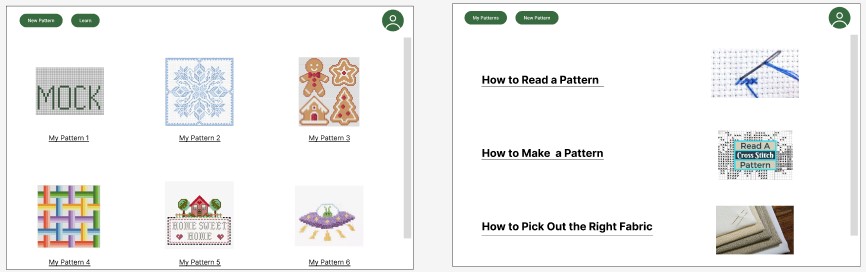 New Pattern
Learn
MOCK
My Pattern 1
My Pattern 2
My Pattern 3
HOME SWEET
HOME
My Pattern 4
My Pattern 5
My Pattern 6
My Patterns
New Pattern
How to Read a Pattern
How to Make a Pattern
Read A
Cross Stitch
Pattern
How to Pick Out the Right Fabric